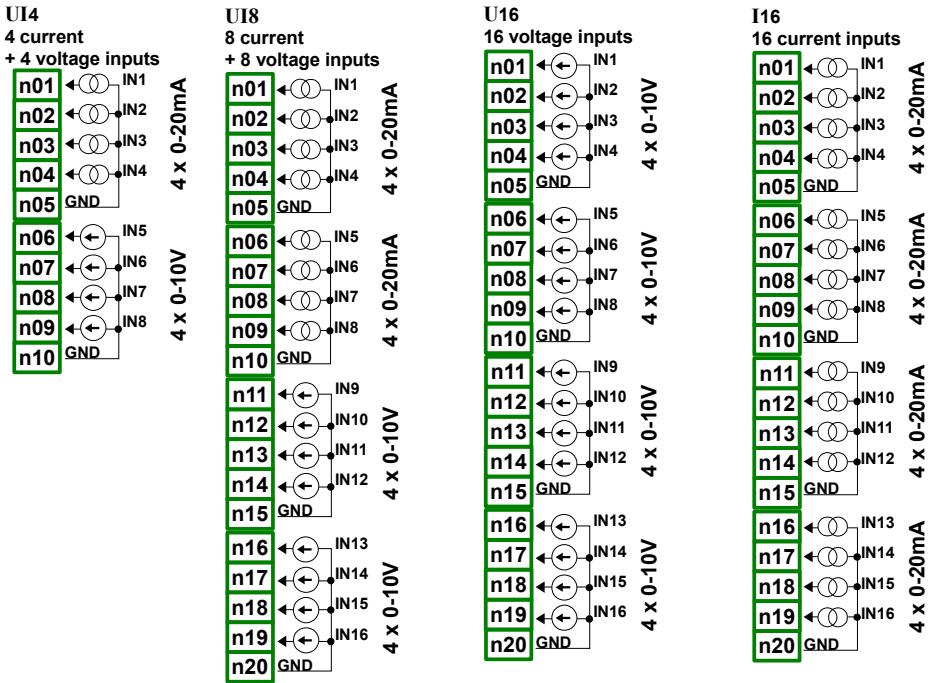 UI4
4 current
+ 4 voltage inputs
n01 IN1
n02 IN2
n03 IN3
n04 IN4
n05 GND
4 x 0-20mA
n06 IN5
n07 IN6
n08 IN7
n09 IN8
n10 GND
4 x 0-10V
UI8
8 current
+ 8 voltage inputs
n01 IN1
n02 IN2
n03 IN3
n04 IN4
n05 GND
4 x 0-20mA
n06 IN5
n07 IN6
n08 IN7
n09 IN8
n10 GND
4 x 0-20mA
n11 IN9
n12 IN10
n13 IN11
n14 IN12
n15 GND
4 x 0-10V
n16 IN13
n17 IN14
n18 IN15
n19 IN16
n20 GND
4 x 0-10V
U16
16 voltage inputs
n01 IN1
n02 IN2
n03 IN3
n04 IN4
n05 GND
4 x 0-10V
n06 IN5
n07 IN6
n08 IN7
n09 IN8
n10 GND
4 x 0-10V
n11 IN9
n12 IN10
n13 IN11
n14 IN12
n15 GND
4 x 0-10V
n16 IN13
n17 IN14
n18 IN15
n19 IN16
n20 GND
4 x 0-10V
I16
16 current inputs
n01 IN1
n02 IN2
n03 IN3
n04 IN4
n05 GND
4 x 0-20mA
n06 IN5
n07 IN6
n08 IN7
n09 IN8
n10 GND
4 x 0-20mA
n11 IN9
n12 IN10
n13 IN11
n14 IN12
n15 GND
4 x 0-20mA
n16 IN13
n17 IN14
n18 IN15
n19 IN16
n20 GND
4 x 0-20mA